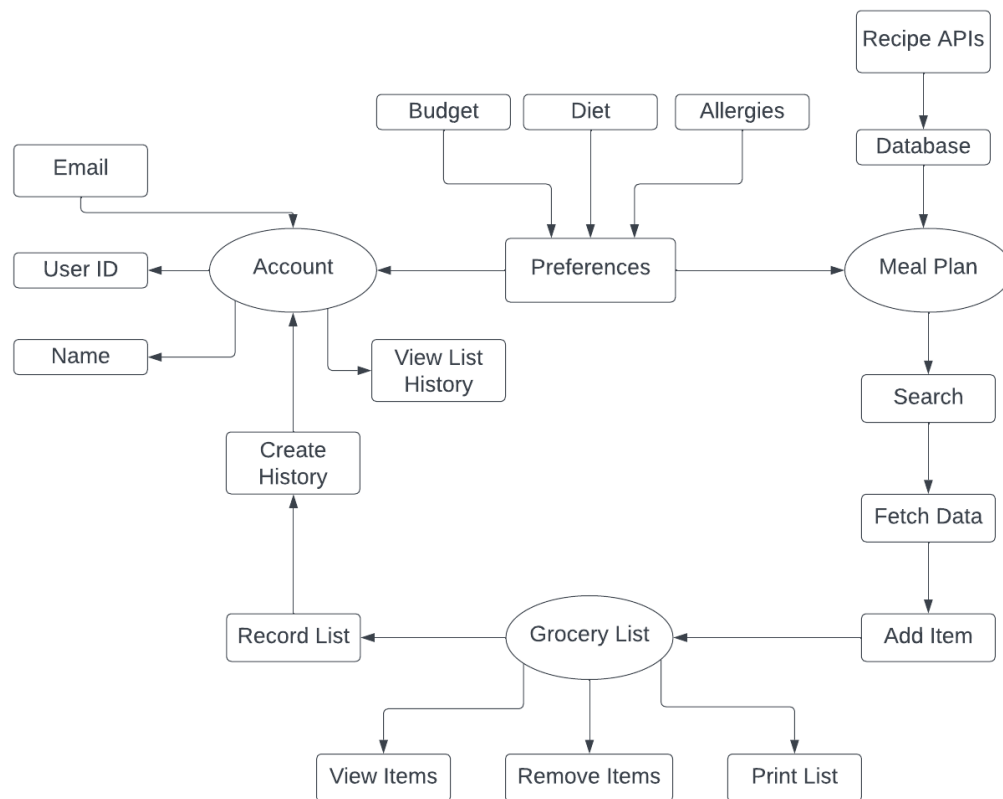 Recipe APIs
Budget
Diet
Allergies
Database
Email
Account
Preferences
Meal Plan
User ID
Name
View List
History
Search
Create
History
Fetch Data
Record List
Grocery List
Add Item
View Items
Remove Items
Print List